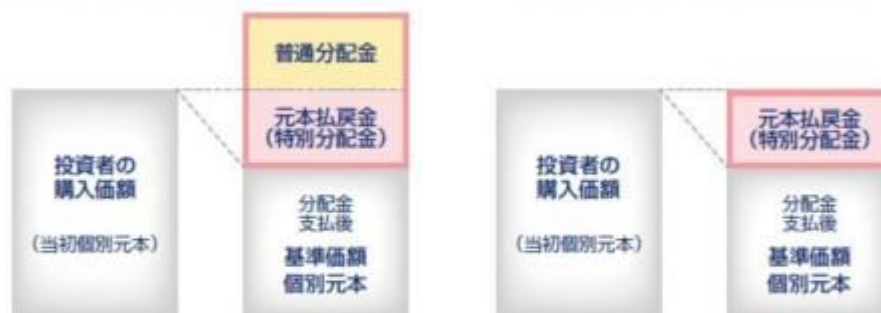 普通分配金
元本払戻金
（特別分配金）
投資者の
購入価額
（当初個別元本）
分配金
支払後
基準価額
個別元本
元本払戻金
（特別分配金）
投資者の
購入価額
（当初個別元本）
分配金
支払後
基準価額
個別元本